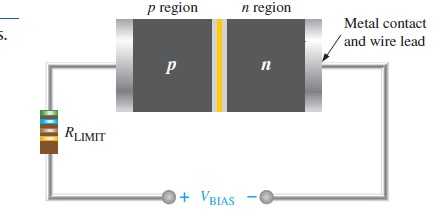 p region
n region
Metal contact
and wire lead
s.
p
n
RLIMIT
+ VBIAS −